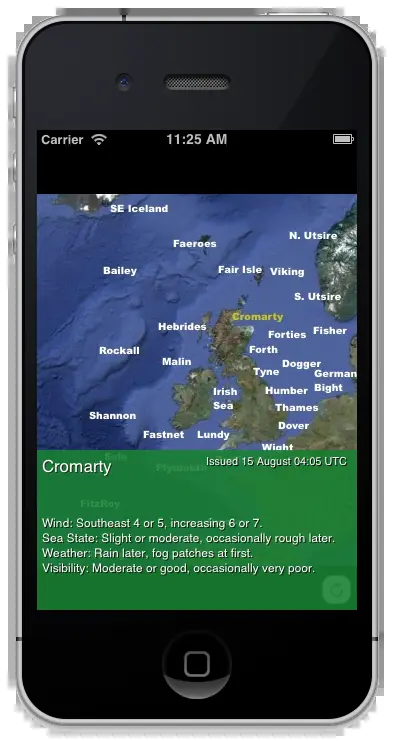 Carrier 11:25 AM
SE Iceland
N. Utsire
Faeroes
Bailey
Fair Isle
Viking
S. Utsire
Cromarty
Hebrides
Forties
Fisher
Rockall
Forth
Malin
Tyne
Dogger
German
Bight
Irish
Sea
Humber
Shannon
Thames
Dover
Fastnet
Lundy
Wight
Sole
Plymouth
Cromarty
Issued 15 August 04:05 UTC
FitzRoy
Wind: Southeast 4 or 5, increasing 6 or 7.
Sea State: Slight or moderate, occasionally rough later.
Weather: Rain later, fog patches at first.
Visibility: Moderate or good, occasionally very poor.